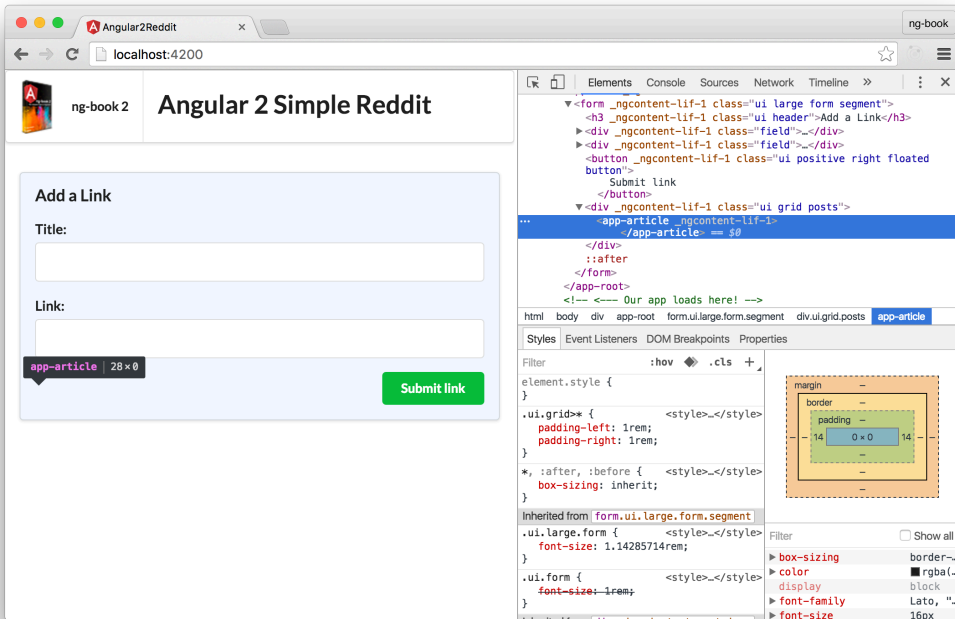 Angular2Reddit
ng-book
localhost:4200
ng-book 2
Angular 2 Simple Reddit
Add a Link
Title:
Link:
app-article 28×0
Submit link
Elements Console Sources Network Timeline »
▼<form _ngcontent-lif-1 class="ui large form segment">
<h3 _ngcontent-lif-1 class="ui header">Add a Link</h3>
▶<div _ngcontent-lif-1 class="field">…</div>
▶<div _ngcontent-lif-1 class="field">…</div>
<button _ngcontent-lif-1 class="ui positive right floated
button">
Submit link
</button>
▼<div _ngcontent-lif-1 class="ui grid posts">
… <app-article _ngcontent-lif-1>
</app-article> == $0
</div>
::after
</form>
</app-root>
<!-- <--- Our app loads here! -->
html body div app-root form.ui.large.form.segment div.ui.grid.posts app-article
Styles Event Listeners DOM Breakpoints Properties
Filter :hov .cls +
element.style {
}
.ui.grid>* { <style>…</style>
padding-left: 1rem;
padding-right: 1rem;
}
*, :after, :before { <style>…</style>
box-sizing: inherit;
}
Inherited from form.ui.large.form.segment
.ui.large.form { <style>…</style>
font-size: 1.14285714rem;
}
.ui.form { <style>…</style>
font-size: 1rem;
}
margin –
border –
padding –
– – 14 0 × 0 14 – –
–
–
–
Filter Show all
▶box-sizing border-…
▶color rgba(…
display block
▶font-family Lato, "…
▶font-size 16px